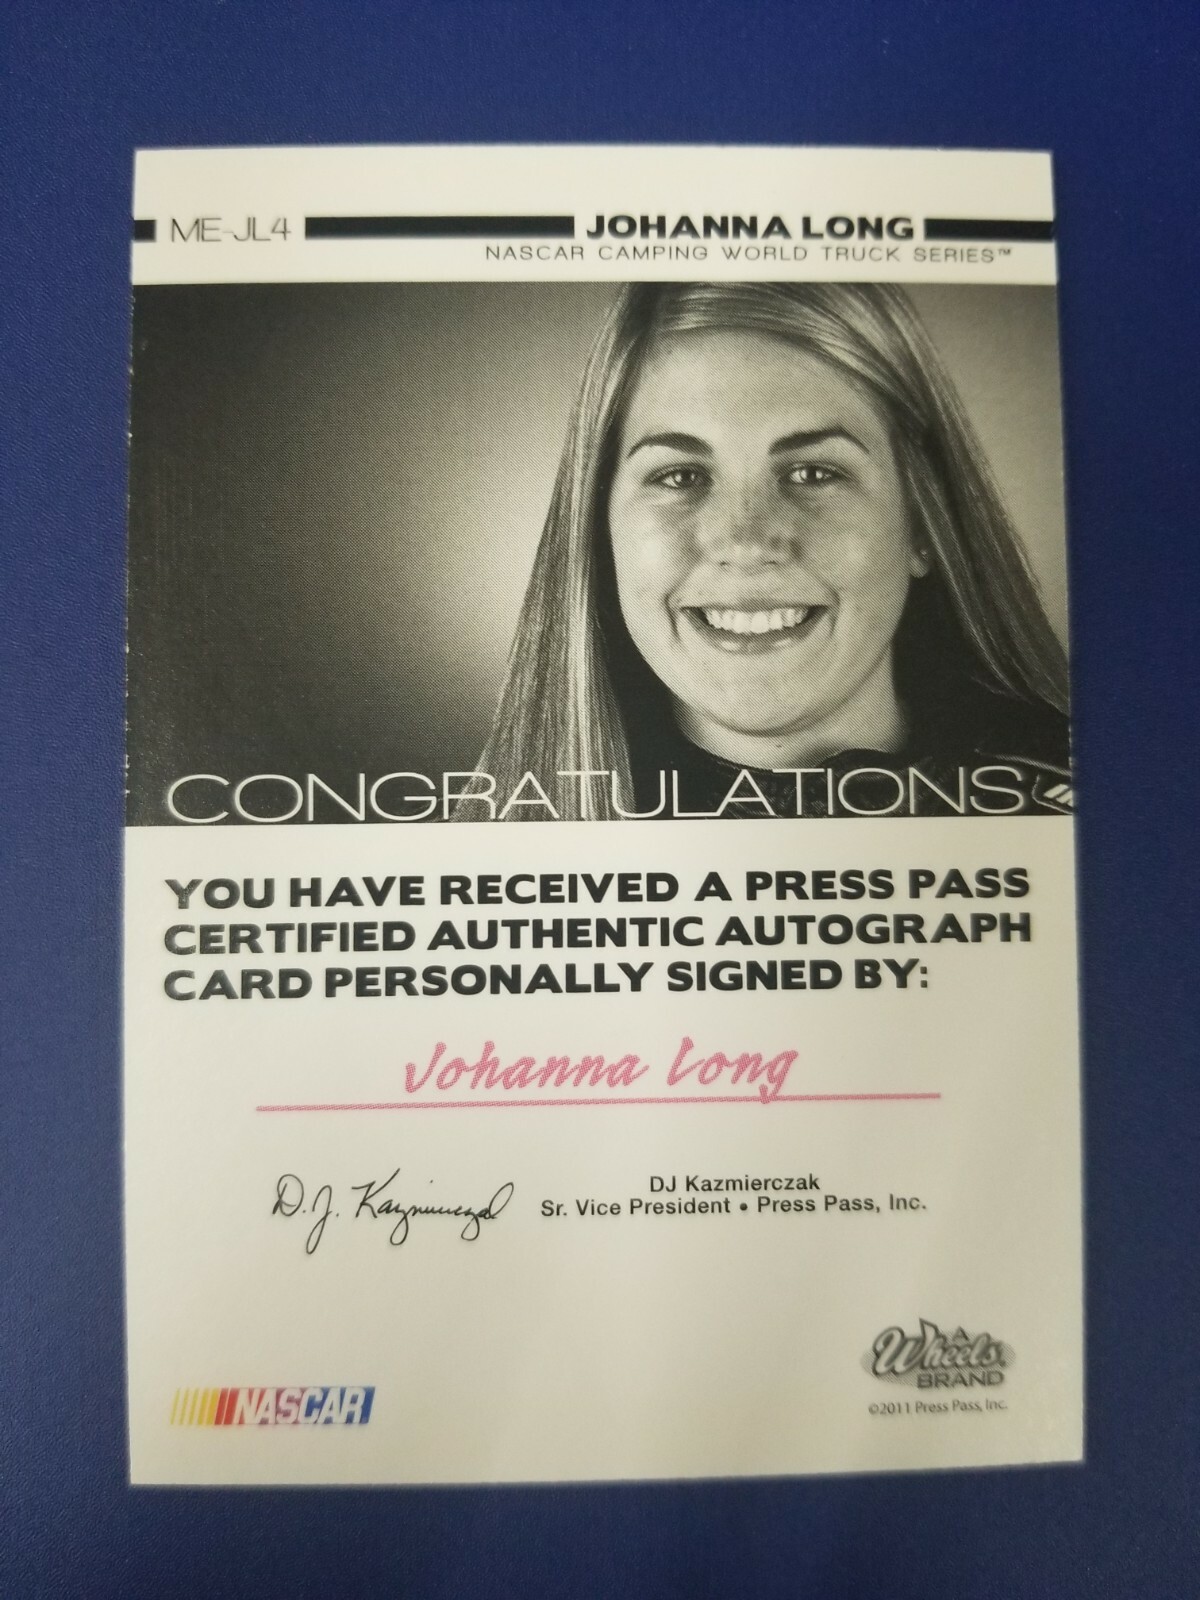 ME-JL4
JOHANNA LONG
NASCAR CAMPING WORLD TRUCK SERIES™
CONGRATULATIONS
YOU HAVE RECEIVED A PRESS PASS
CERTIFIED AUTHENTIC AUTOGRAPH
CARD PERSONALLY SIGNED BY:
Johanna Long
D.J. Kazmierczak
DJ Kazmierczak
Sr. Vice President • Press Pass, Inc.
A
Wheels
BRAND
NASCAR
©2011 Press Pass, Inc.